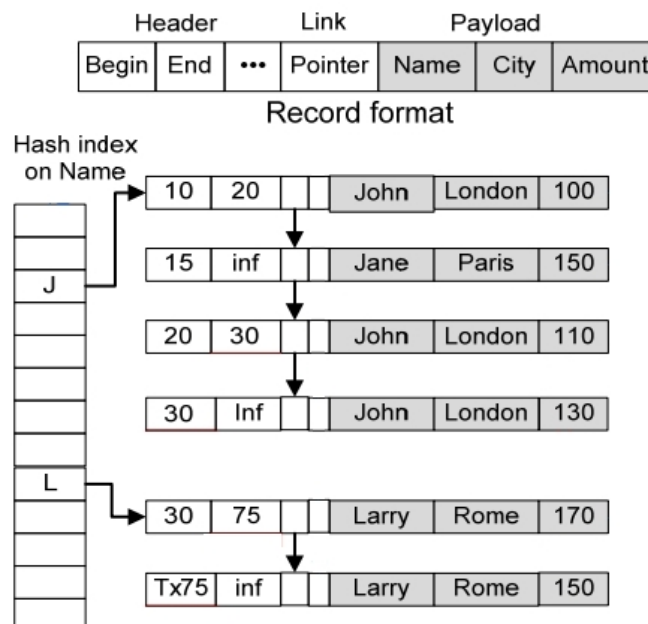 Header Link Payload
Begin End ••• Pointer Name City Amount
Record format
Hash index
on Name
10 20 John London 100
J
15 inf Jane Paris 150
20 30 John London 110
30 Inf John London 130
L
30 75 Larry Rome 170
Tx75 inf Larry Rome 150